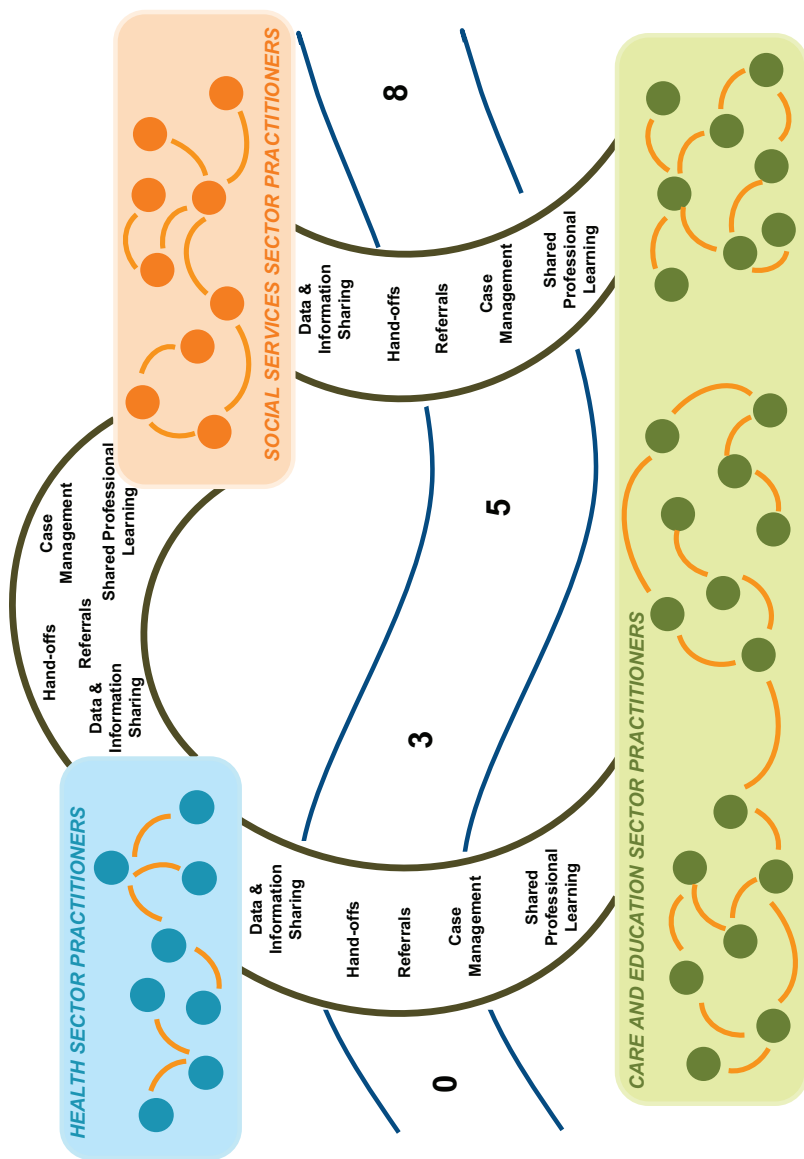 HEALTH SECTOR PRACTITIONERS
Hand-offs
Case
Management
Referrals
Data &
Information
Sharing
Shared Professional
Learning
SOCIAL SERVICES SECTOR PRACTITIONERS
Data &
Information
Sharing
Hand-offs
Referrals
Case
Management
Shared
Professional
Learning
Data &
Information
Sharing
Hand-offs
Referrals
Case
Management
Shared
Professional
Learning
0
3
5
8
CARE AND EDUCATION SECTOR PRACTITIONERS